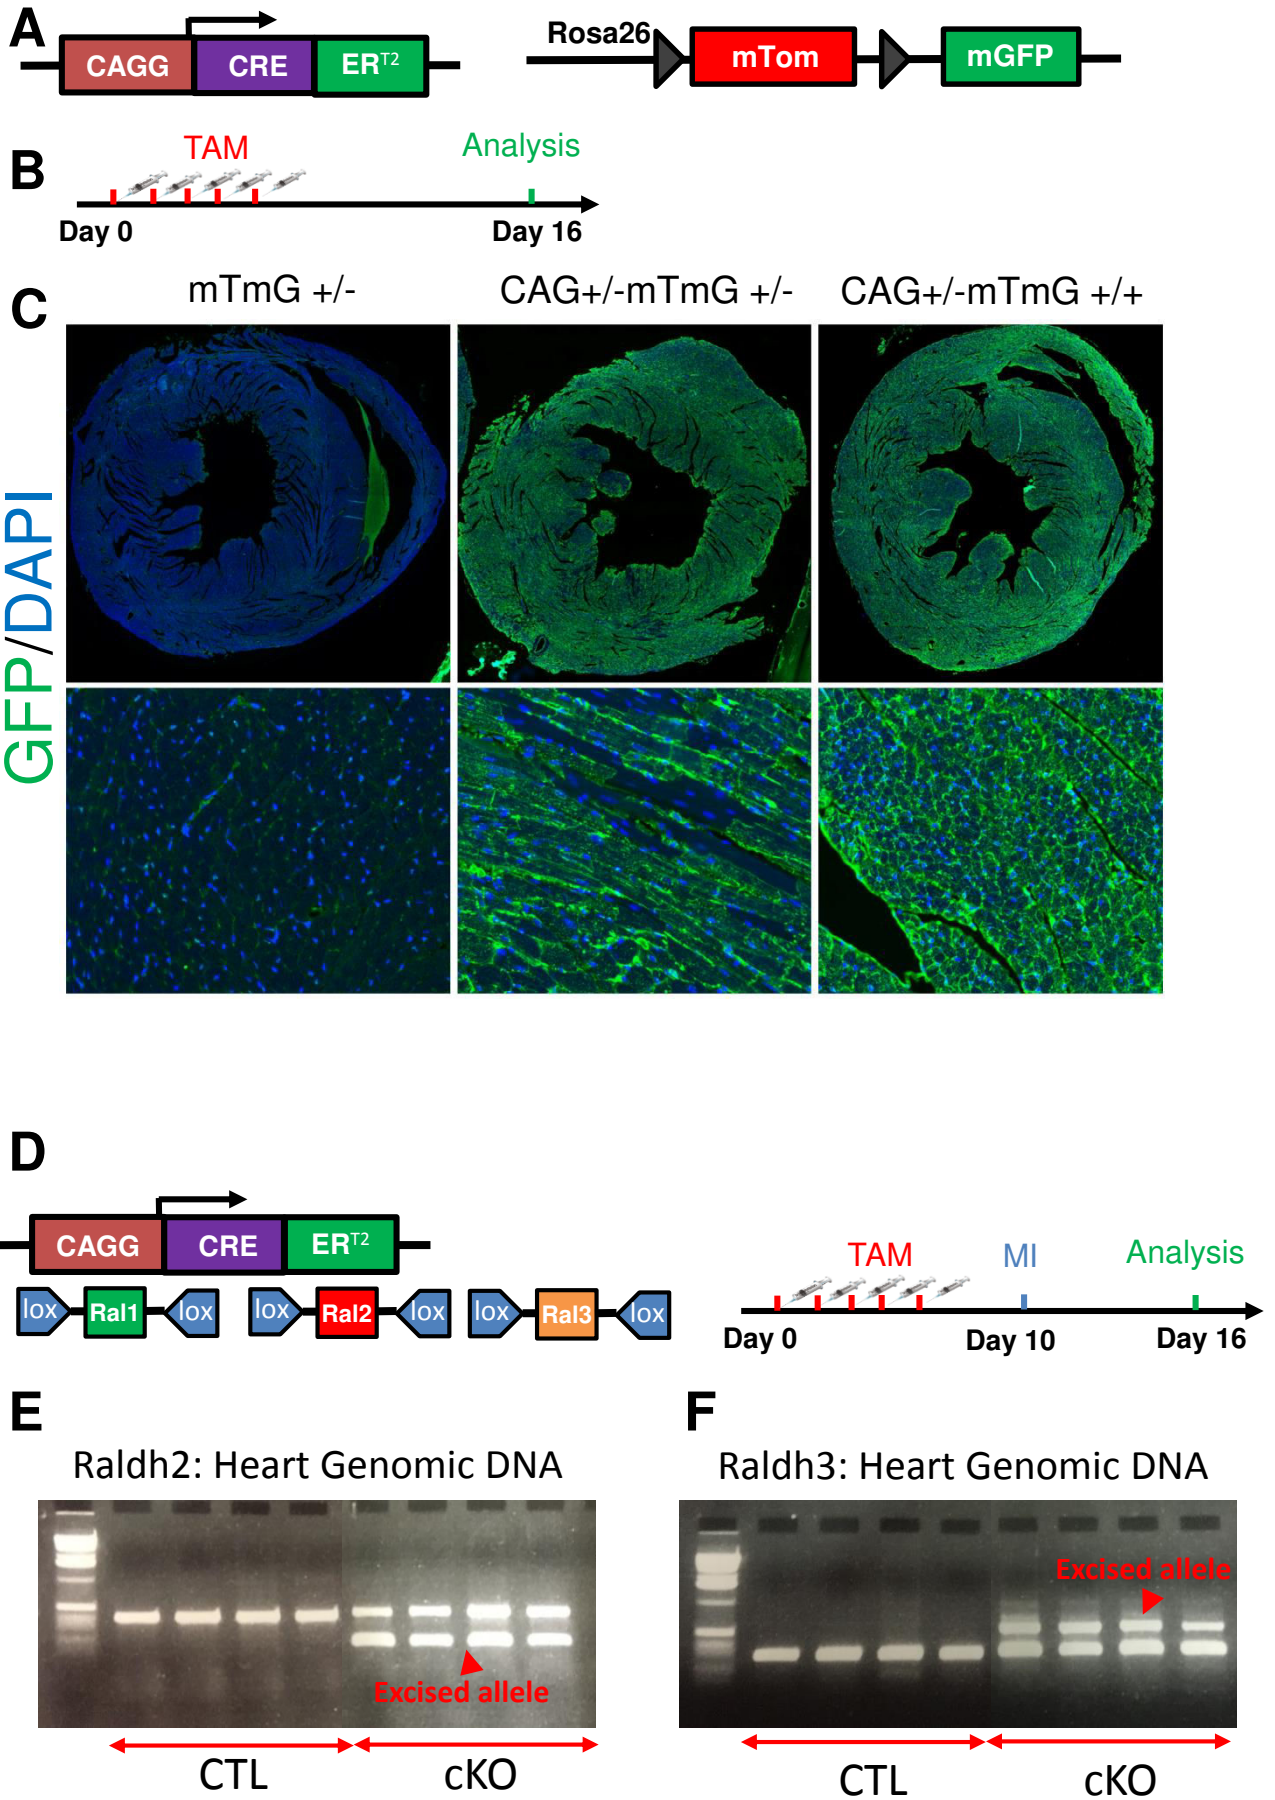 A
CAGG CRE ERT2
Rosa26 mTom mGFP
B
TAM Analysis
Day 0 Day 16
C
mTmG +/- CAG+/-mTmG +/- CAG+/-mTmG +/+
GFP/DAPI
D
CAGG CRE ERT2
lox Ral1 lox lox Ral2 lox lox Ral3 lox
TAM MI Analysis
Day 0 Day 10 Day 16
E
Raldh2: Heart Genomic DNA
Excised allele
CTL cKO
F
Raldh3: Heart Genomic DNA
Excised allele
CTL cKO